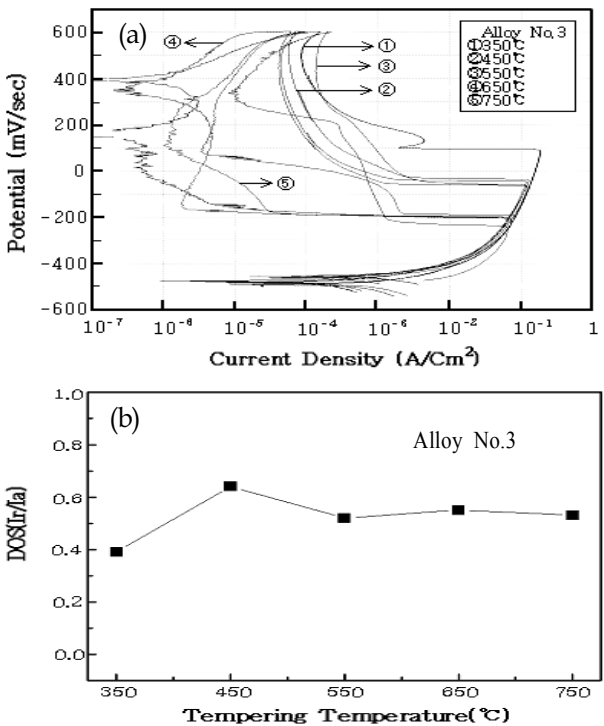 (a)
Alloy No.3
①350℃
②450℃
③550℃
④650℃
⑤750℃
④
①
③
②
⑤
600
400
200
0
-200
-400
-600
Potential (mV/sec)
10⁻⁷ 10⁻⁶ 10⁻⁵ 10⁻⁴ 10⁻⁶ 10⁻² 10⁻¹ 1
Current Density (A/Cm²)
(b)
Alloy No.3
1.0
0.8
0.6
0.4
0.2
0.0
DOS(Ir/Ia)
350 450 550 650 750
Tempering Temperature(℃)